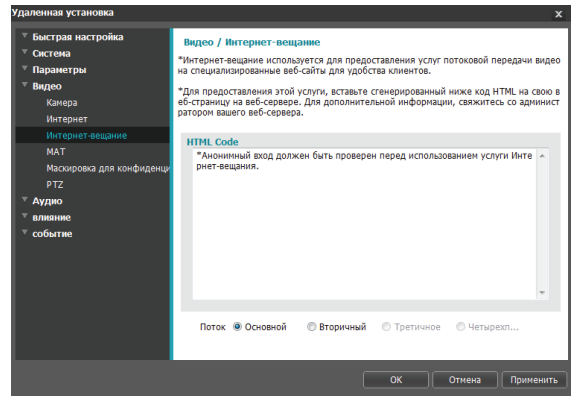 Удаленная установка
x
Быстрая настройка
Система
Параметры
Видео
Камера
Интернет
Интернет-вещание
МАТ
Маскировка для конфиденци
PTZ
Аудио
влияние
событие
Видео / Интернет-вещание
*Интернет-вещание используется для предоставления услуг потоковой передачи видео
на специализированные веб-сайты для удобства клиентов.
*Для предоставления этой услуги, вставьте сгенерированный ниже код HTML на свою в
еб-страницу на веб-сервере. Для дополнительной информации, свяжитесь со админист
ратором вашего веб-сервера.
HTML Code
*Анонимный вход должен быть проверен перед использованием услуги Инте
рнет-вещания.
Поток Основной Вторичный Третичное Четырехп...
OK Отмена Применить